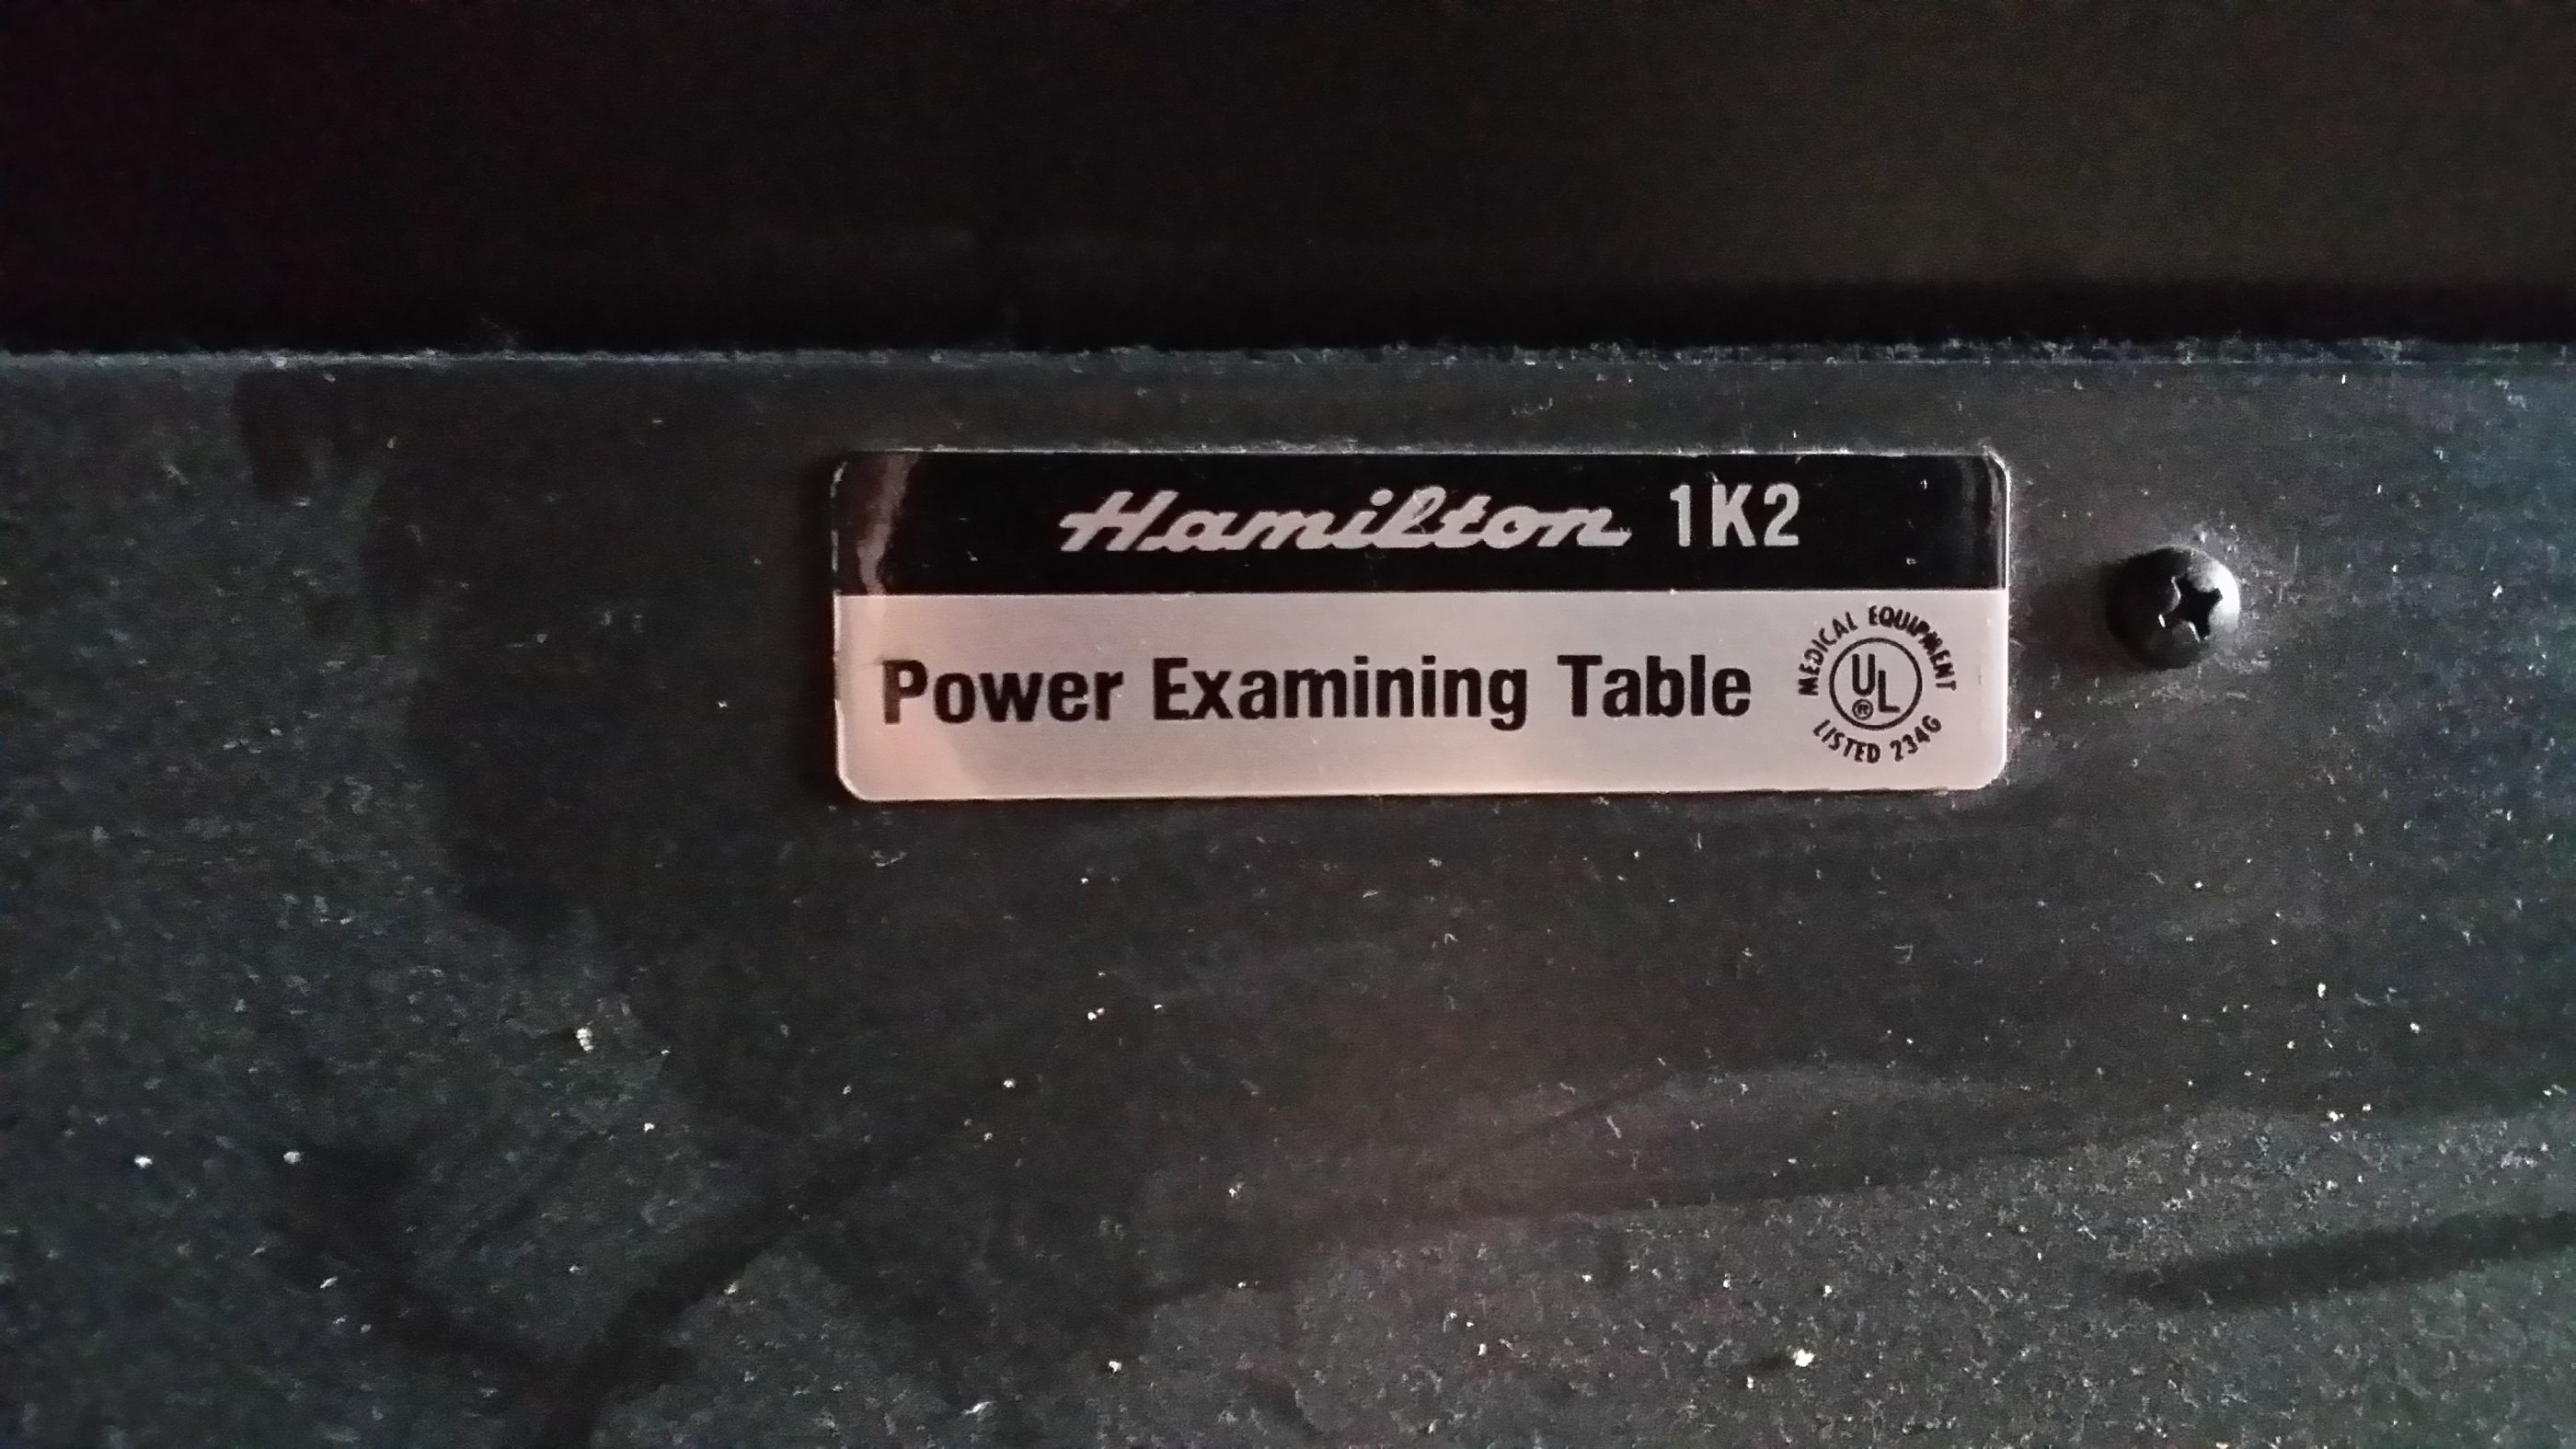 Hamilton 1K2
Power Examining Table
MEDICAL EQUIPMENT
UL
®
LISTED 234G